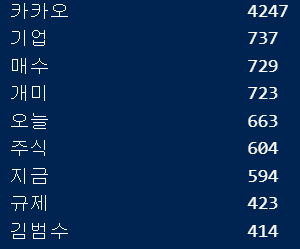 카카오 4247
기업 737
매수 729
개미 723
오늘 663
주식 604
지금 594
규제 423
김범수 414